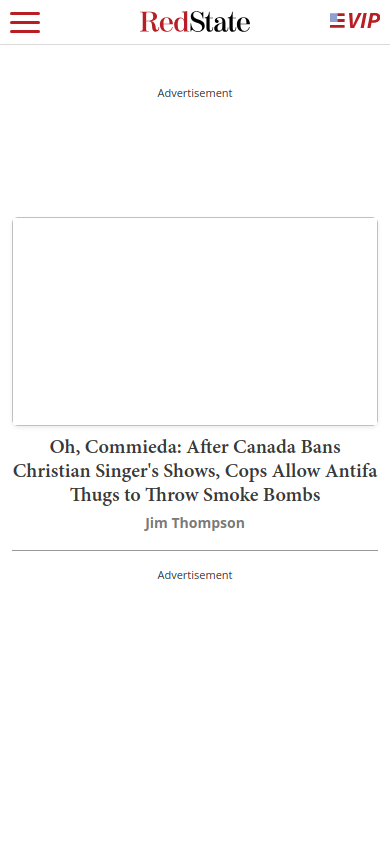 RedState
VIP
Advertisement
Oh, Commieda: After Canada Bans
Christian Singer's Shows, Cops Allow Antifa
Thugs to Throw Smoke Bombs
Jim Thompson
Advertisement